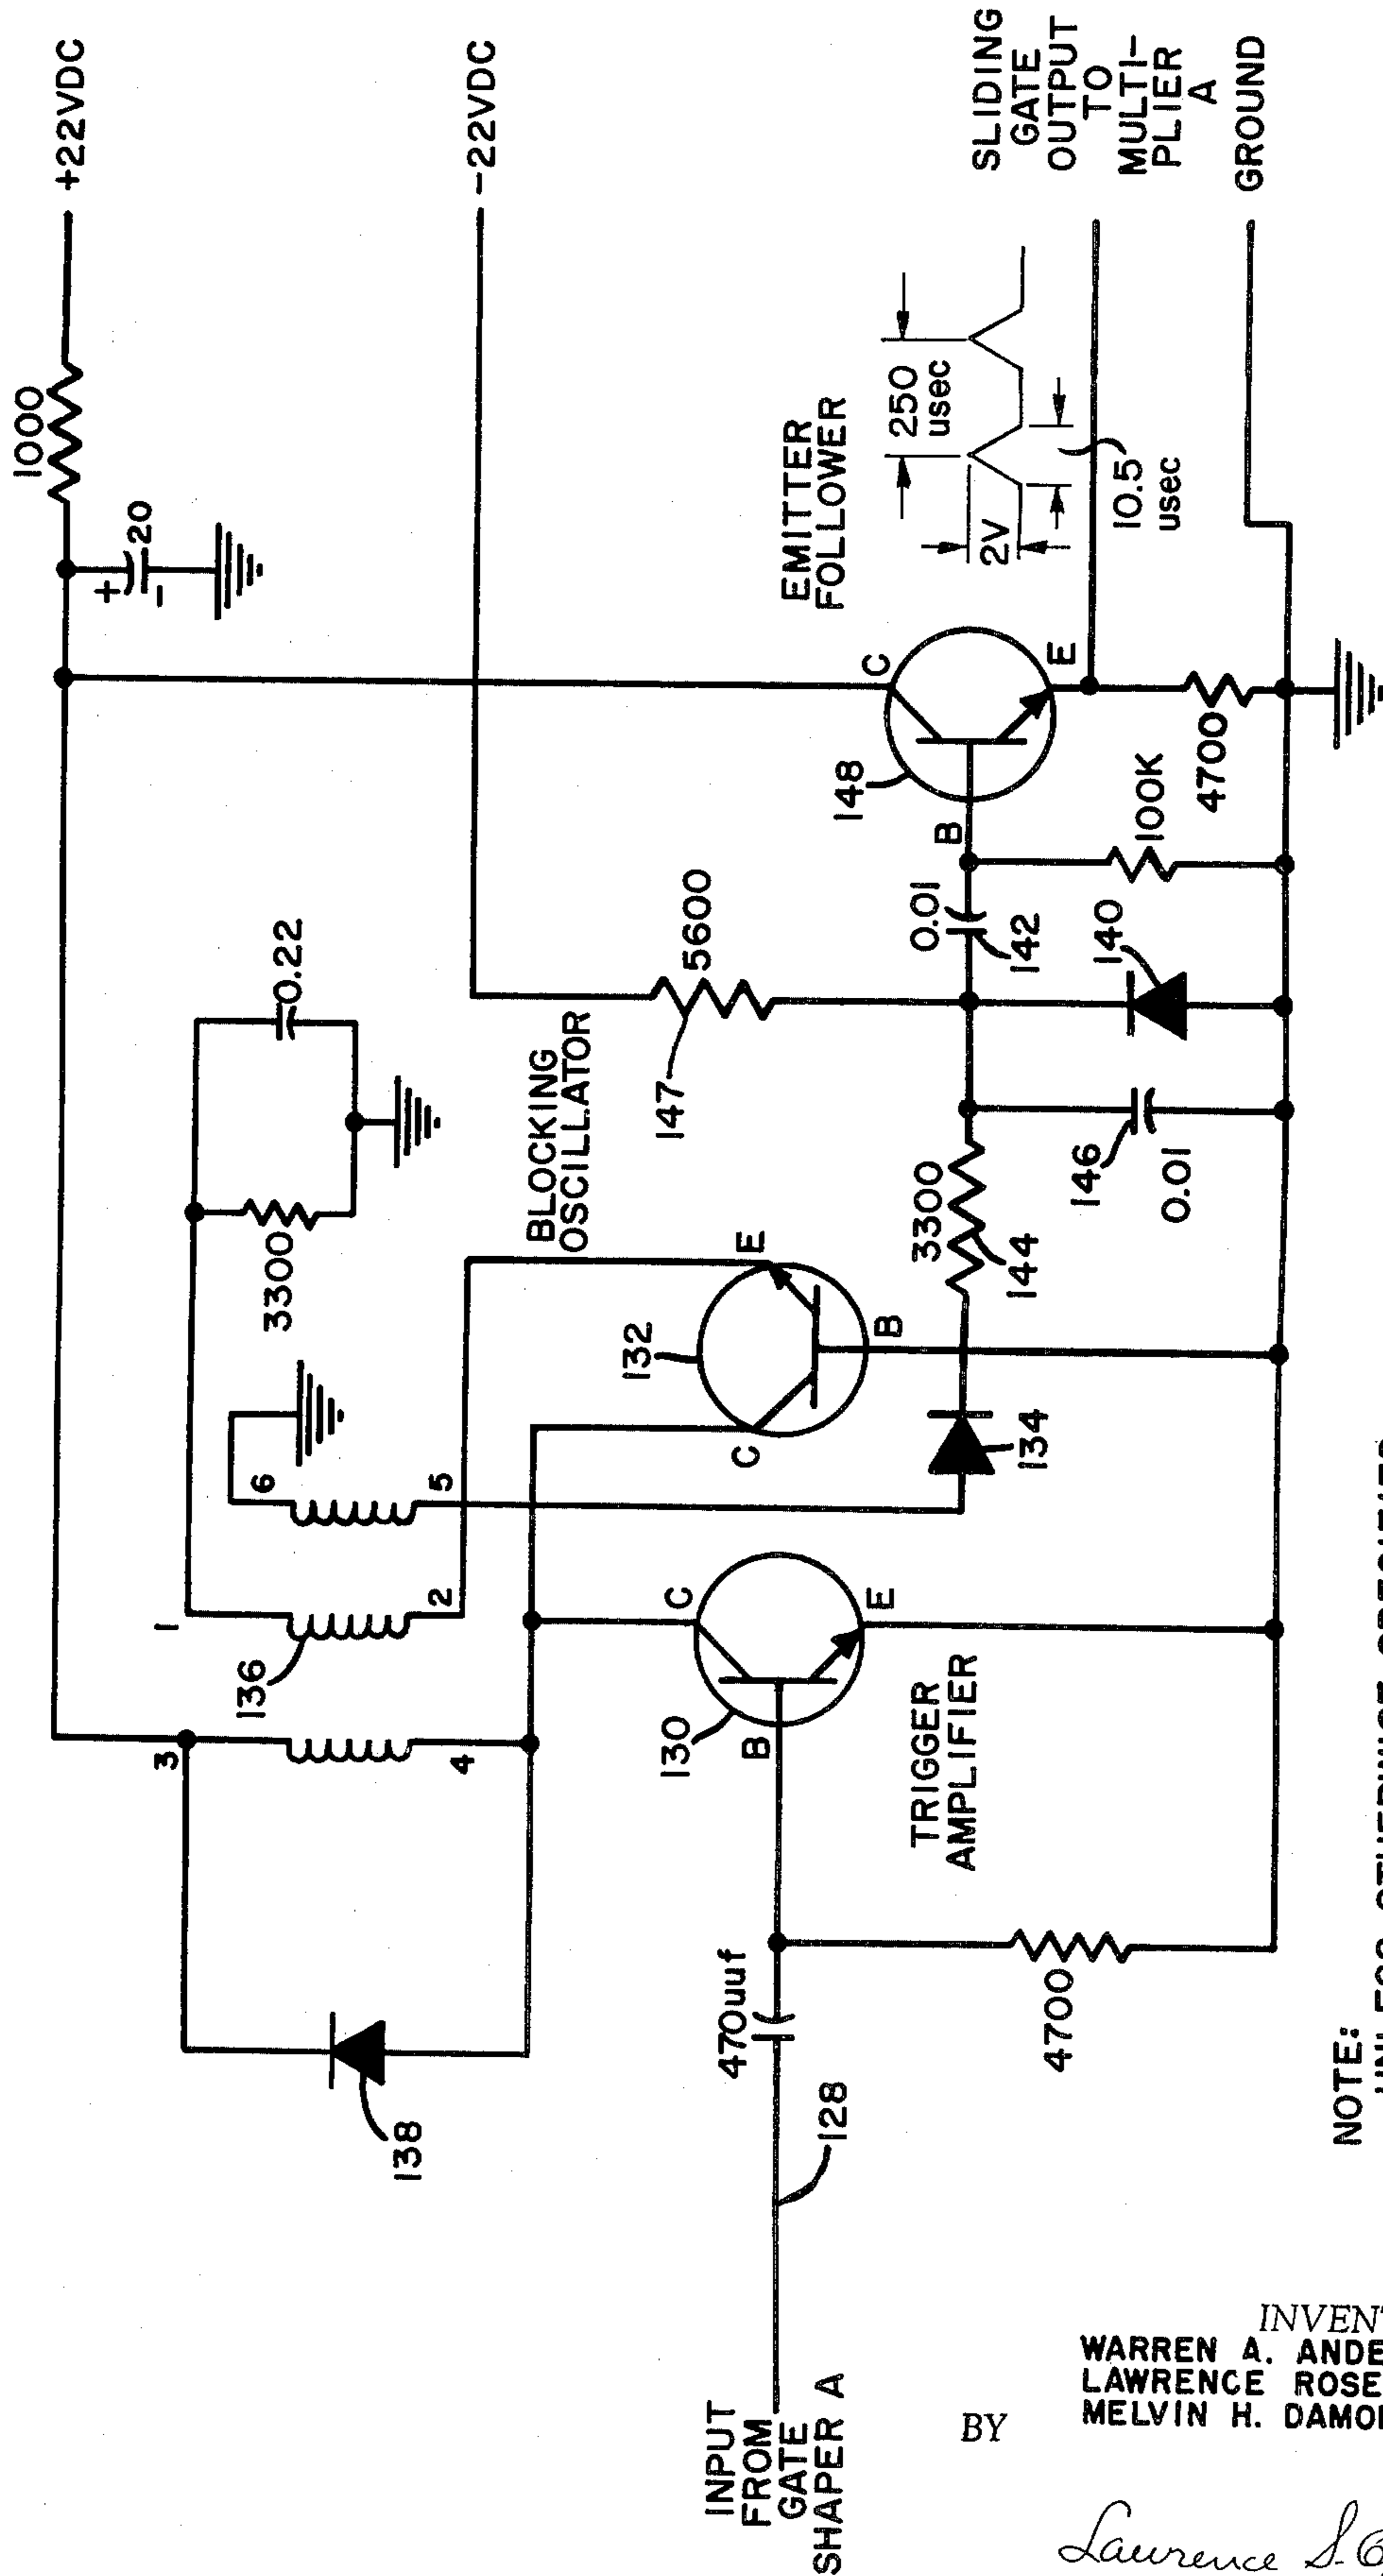 +22VDC
1000
20
+
-
-22VDC
0.22
3300
BLOCKING
OSCILLATOR
147
5600
EMITTER
FOLLOWER
250
usec
2V
10.5
usec
SLIDING
GATE
OUTPUT
TO
MULTI-
PLIER
A
GROUND
148
C
B
E
4700
100K
0.01
142
140
146
0.01
3300
144
134
132
C
E
B
6
5
1
2
136
3
4
138
130
C
B
E
TRIGGER
AMPLIFIER
470uuf
4700
128
INPUT
FROM
GATE
SHAPER A
NOTE:
INVENT
WARREN A. ANDE
LAWRENCE ROSE
MELVIN H. DAMO
BY
Lawrence S.